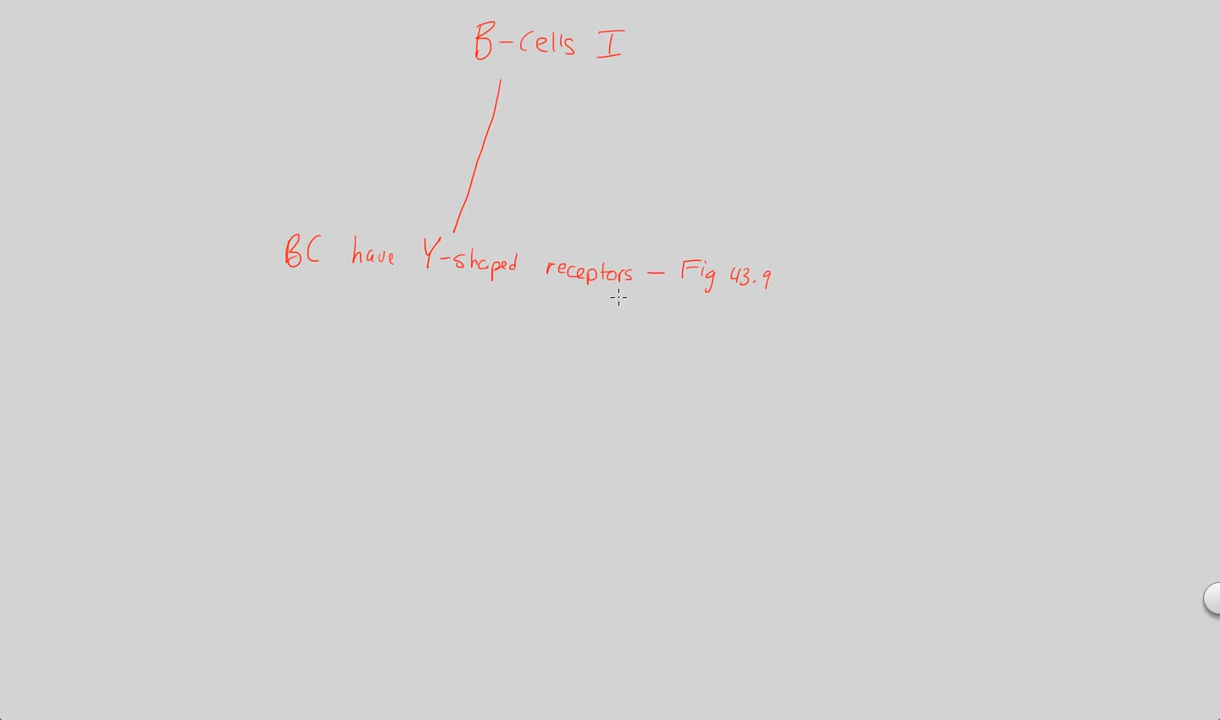 B-cells I
BC have Y-shaped receptors — Fig 43.9